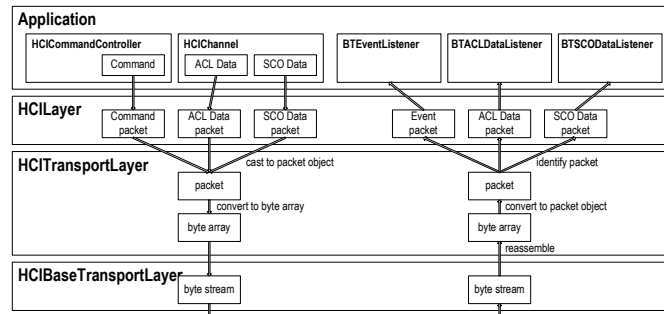 Application
HCICommandController
HCIChannel
BTEventListener
BTACLDataListener
BTSCODataListener
Command
ACL Data
SCO Data
HCILayer
Command
packet
ACL Data
packet
SCO Data
packet
Event
packet
ACL Data
packet
SCO Data
packet
HCITransportLayer
cast to packet object
identify packet
packet
packet
convert to byte array
convert to packet object
byte array
byte array
reassemble
HCIBaseTransportLayer
byte stream
byte stream